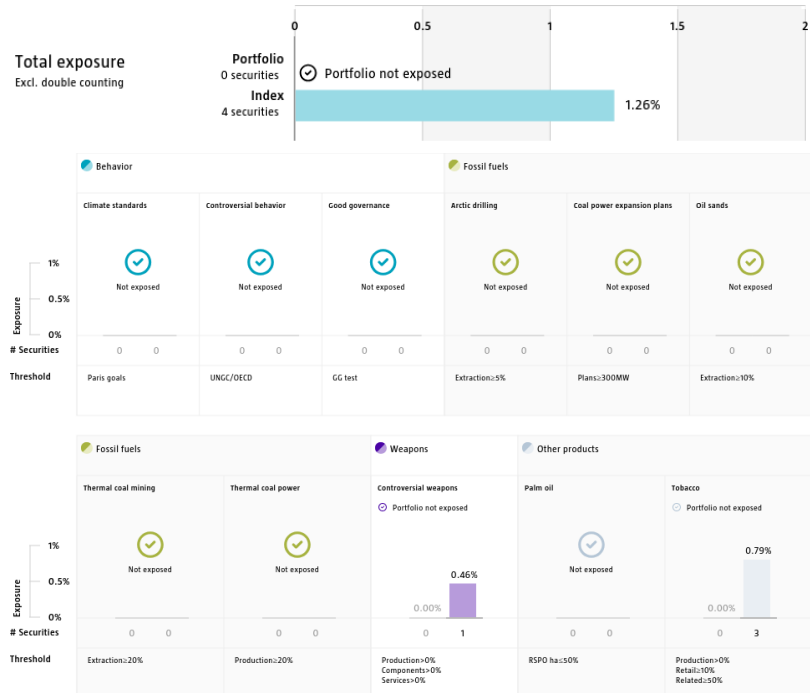 0 0.5 1 1.5 2
Total exposure
Excl. double counting
Portfolio
0 securities
Portfolio not exposed
Index
4 securities
1.26%
Behavior
Fossil fuels
Climate standards
Controversial behavior
Good governance
Arctic drilling
Coal power expansion plans
Oil sands
Not exposed
Not exposed
Not exposed
Not exposed
Not exposed
Not exposed
Exposure
1%
0.5%
0%
# Securities
0 0
0 0
0 0
0 0
0 0
0 0
Threshold
Paris goals
UNGC/OECD
GG test
Extraction≥5%
Plans≥300MW
Extraction≥10%
Fossil fuels
Weapons
Other products
Thermal coal mining
Thermal coal power
Controversial weapons
Palm oil
Tobacco
Portfolio not exposed
Portfolio not exposed
Not exposed
Not exposed
Not exposed
Exposure
1%
0.5%
0%
0.00%
0.46%
0.00%
0.79%
# Securities
0 0
0 0
0 1
0 0
0 3
Threshold
Extraction≥20%
Production≥20%
Production>0%
Components>0%
Services>0%
RSPO ha≤50%
Production>0%
Retail≥10%
Related≥50%